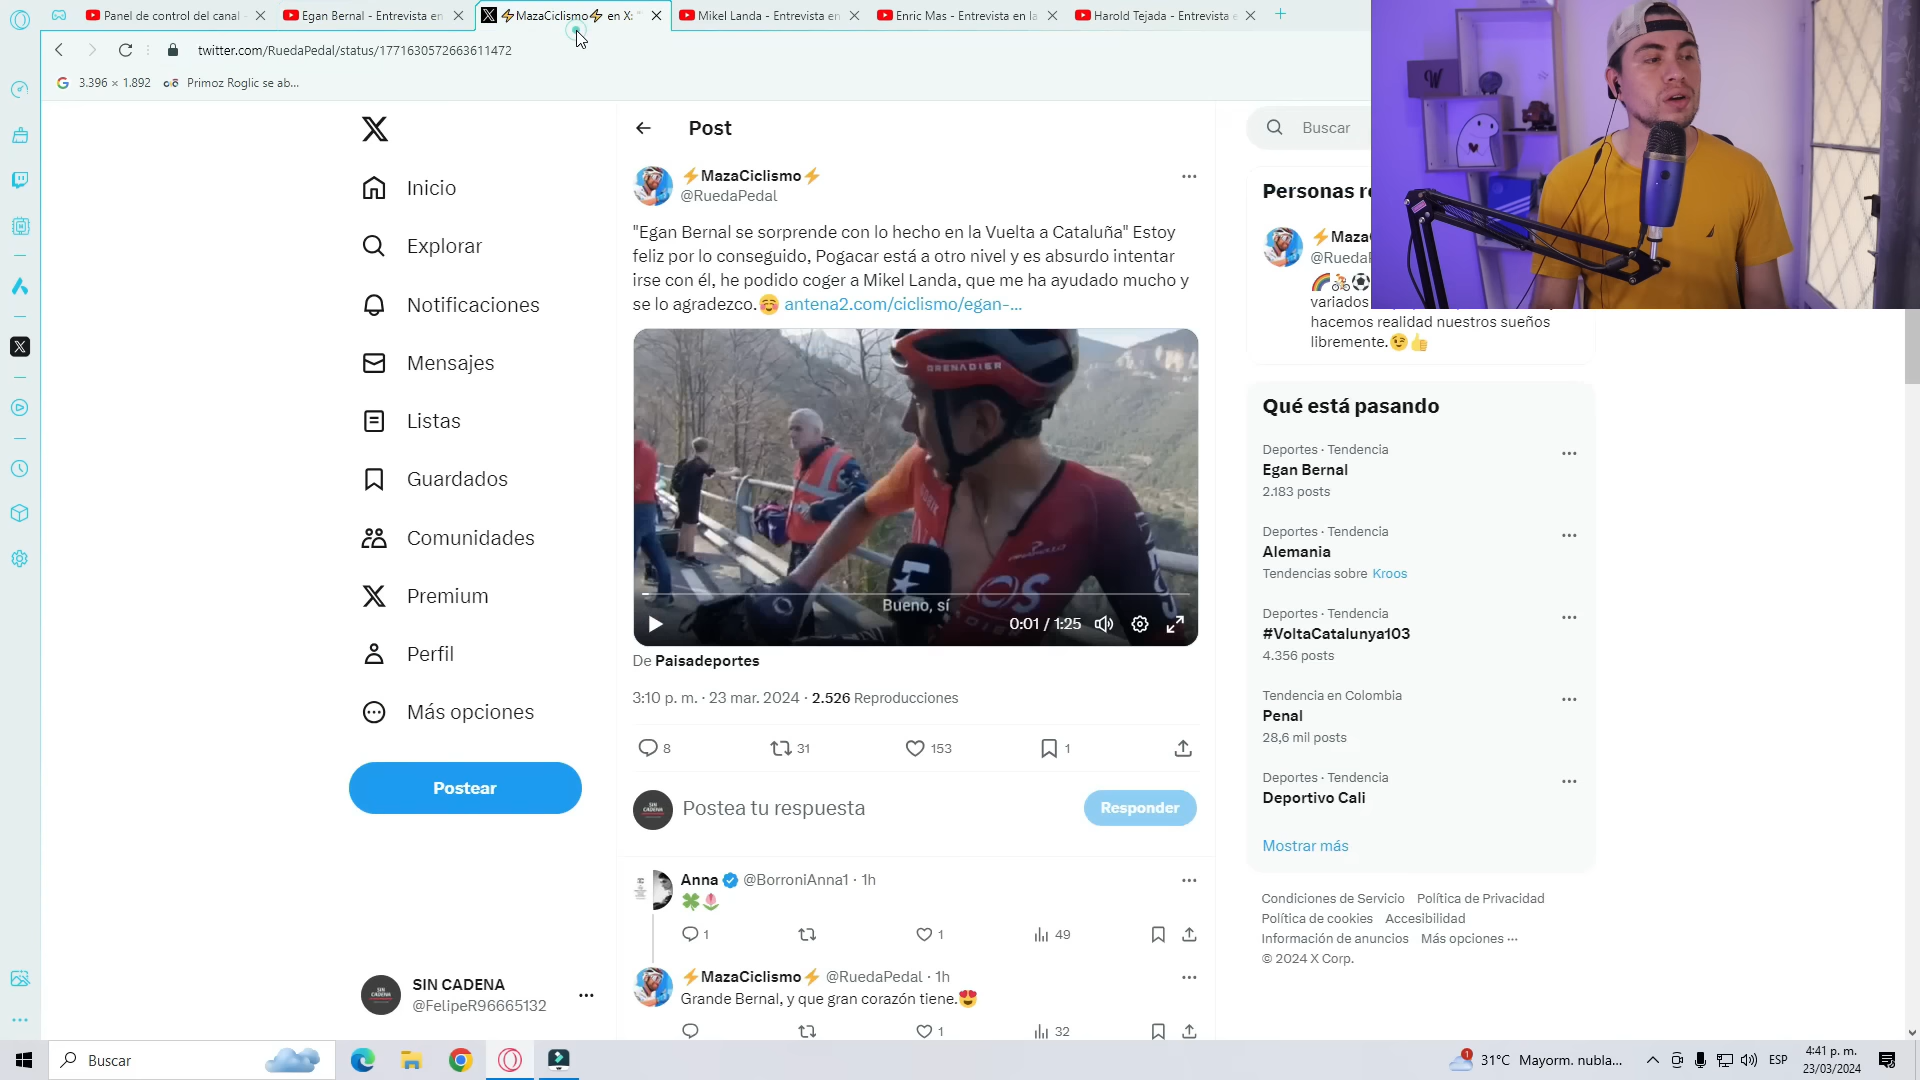 Panel de control del canal -
Egan Bernal - Entrevista en
⚡MazaCiclismo⚡ en X: "
Mikel Landa - Entrevista en
Enric Mas - Entrevista en la
Harold Tejada - Entrevista e
twitter.com/RuedaPedal/status/1771630572663611472
3.396 × 1.892
Primoz Roglic se ab...
Inicio
Explorar
Notificaciones
Mensajes
Listas
Guardados
Comunidades
Premium
Perfil
Más opciones
Postear
SIN CADENA
@FelipeR96665132
Post
⚡MazaCiclismo⚡
@RuedaPedal
"Egan Bernal se sorprende con lo hecho en la Vuelta a Cataluña" Estoy
feliz por lo conseguido, Pogacar está a otro nivel y es absurdo intentar
irse con él, he podido coger a Mikel Landa, que me ha ayudado mucho y
se lo agradezco.☺️ antena2.com/ciclismo/egan-...
GRENADIER
Bueno, sí
0:01 / 1:25
De Paisadeportes
3:10 p. m. · 23 mar. 2024 · 2.526 Reproducciones
8
31
153
1
Postea tu respuesta
Responder
Anna @BorroniAnna1 · 1h
🍀🌷
1
1
49
⚡MazaCiclismo⚡ @RuedaPedal · 1h
Grande Bernal, y que gran corazón tiene.😍
1
32
Buscar
Personas re
⚡Maza
@RuedaP
🌈🚴⚽
variados
hacemos realidad nuestros sueños
libremente.😉👍
Qué está pasando
Deportes · Tendencia
Egan Bernal
2.183 posts
Deportes · Tendencia
Alemania
Tendencias sobre Kroos
Deportes · Tendencia
#VoltaCatalunya103
4.356 posts
Tendencia en Colombia
Penal
28,6 mil posts
Deportes · Tendencia
Deportivo Cali
Mostrar más
Condiciones de Servicio Política de Privacidad
Política de cookies Accesibilidad
Información de anuncios Más opciones ···
© 2024 X Corp.
Buscar
1
31°C Mayorm. nubla...
ESP
4:41 p. m.
23/03/2024